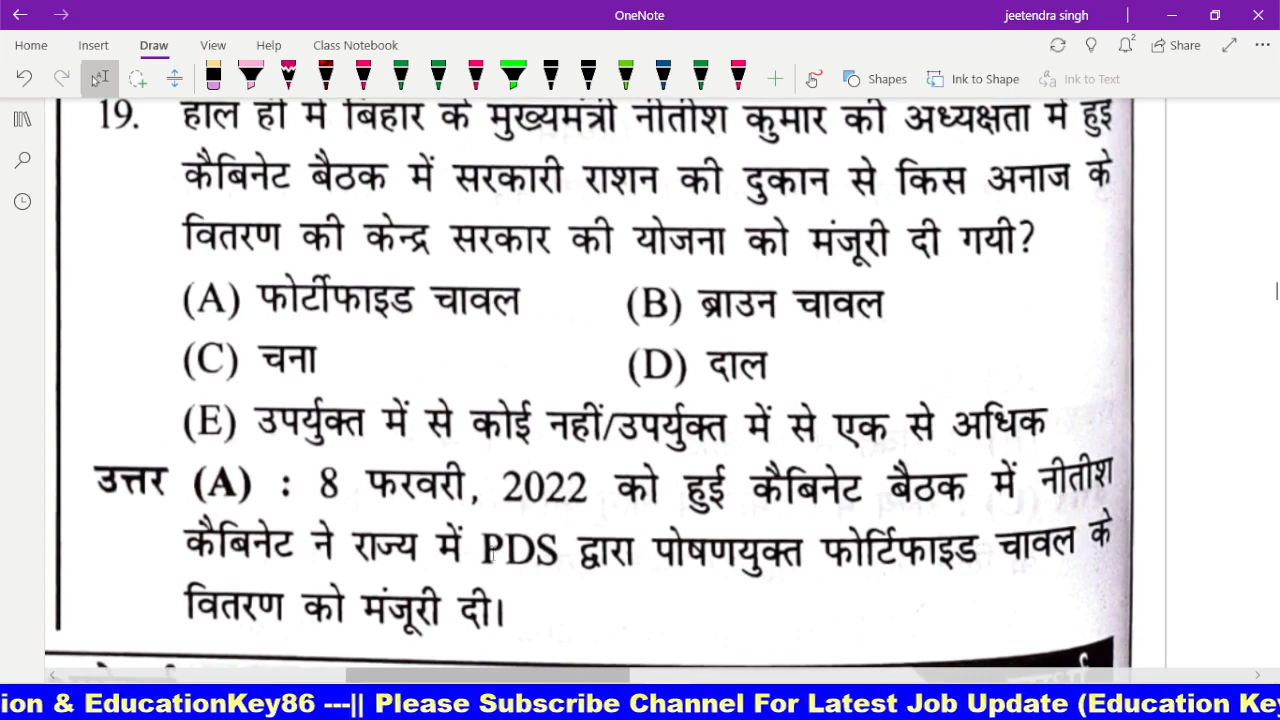 OneNote
jeetendra singh
Home Insert Draw View Help Class Notebook
Share
Shapes Ink to Shape Ink to Text
19. हाल ही में बिहार के मुख्यमंत्री नीतीश कुमार की अध्यक्षता में हुई
कैबिनेट बैठक में सरकारी राशन की दुकान से किस अनाज के
वितरण की केन्द्र सरकार की योजना को मंजूरी दी गयी?
(A) फोर्टीफाइड चावल (B) ब्राउन चावल
(C) चना (D) दाल
(E) उपर्युक्त में से कोई नहीं/उपर्युक्त में से एक से अधिक
उत्तर (A) : 8 फरवरी, 2022 को हुई कैबिनेट बैठक में नीतीश
कैबिनेट ने राज्य में PDS द्वारा पोषणयुक्त फोर्टिफाइड चावल के
वितरण को मंजूरी दी।
ion & EducationKey86 ---|| Please Subscribe Channel For Latest Job Update (Education Ke